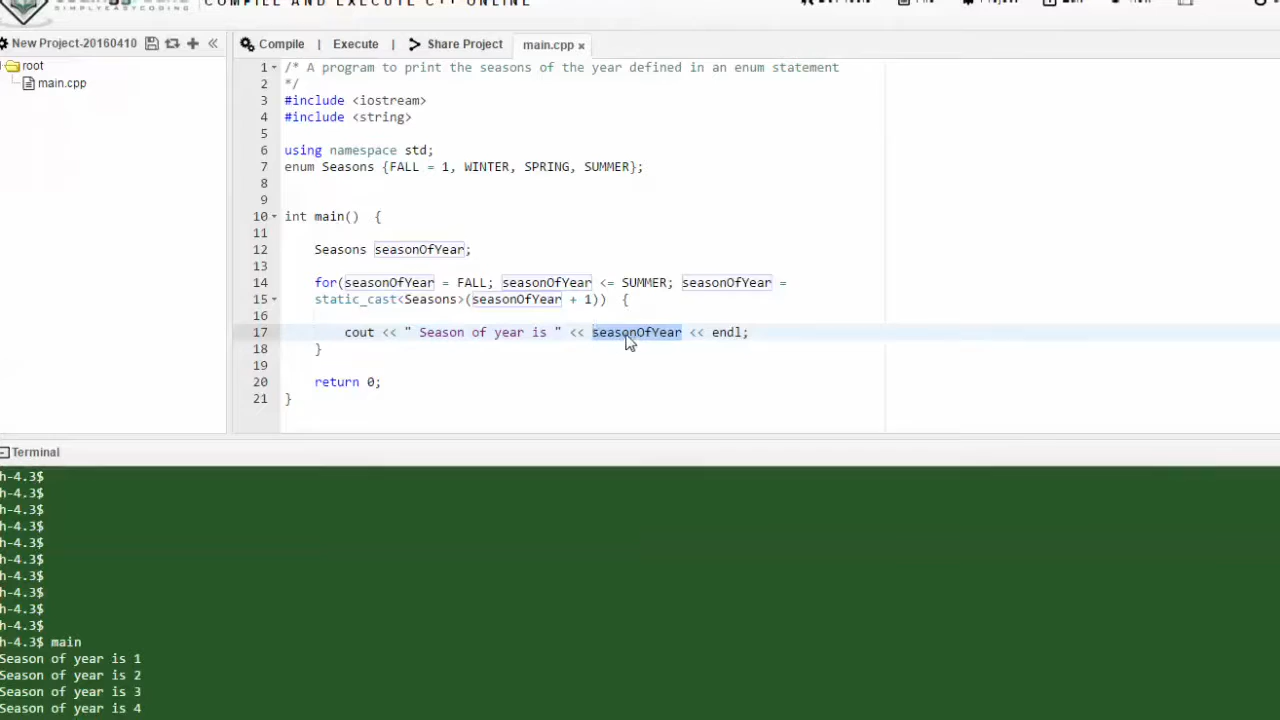 SIMPLYEASYCODING
COMPILE AND EXECUTE C++ ONLINE
New Project-20160410
Compile | Execute | > Share Project main.cpp x
root
main.cpp
1 /* A program to print the seasons of the year defined in an enum statement
2 */
3 #include <iostream>
4 #include <string>
5
6 using namespace std;
7 enum Seasons {FALL = 1, WINTER, SPRING, SUMMER};
8
9
10 int main() {
11
12 Seasons seasonOfYear;
13
14 for(seasonOfYear = FALL; seasonOfYear <= SUMMER; seasonOfYear =
15 static_cast<Seasons>(seasonOfYear + 1)) {
16
17 cout << " Season of year is " << seasonOfYear << endl;
18 }
19
20 return 0;
21 }
Terminal
h-4.3$
h-4.3$
h-4.3$
h-4.3$
h-4.3$
h-4.3$
h-4.3$
h-4.3$
h-4.3$
h-4.3$
h-4.3$ main
Season of year is 1
Season of year is 2
Season of year is 3
Season of year is 4